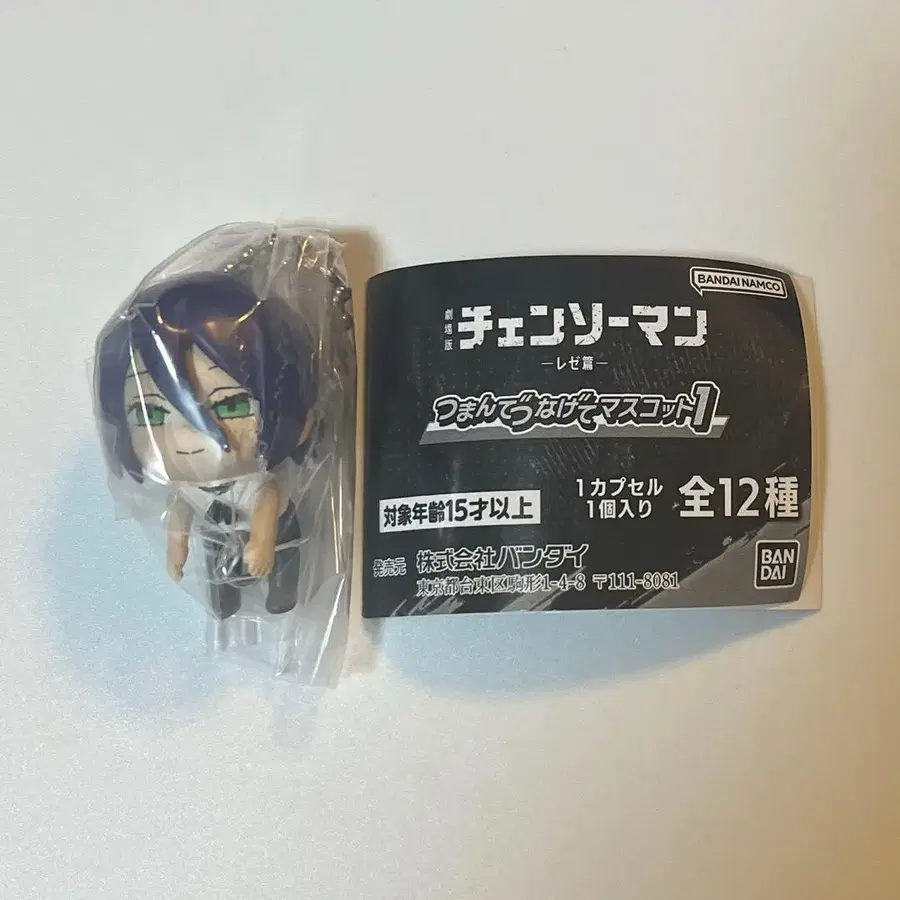 BANDAI NAMCO
劇場版 チェンソーマン
—レゼ篇—
つまんでつなげてマスコット1
対象年齢15才以上
1カプセル
1個入り
全12種
発売元 株式会社バンダイ
東京都台東区駒形1-4-8 〒111-8081
BAN
DAI